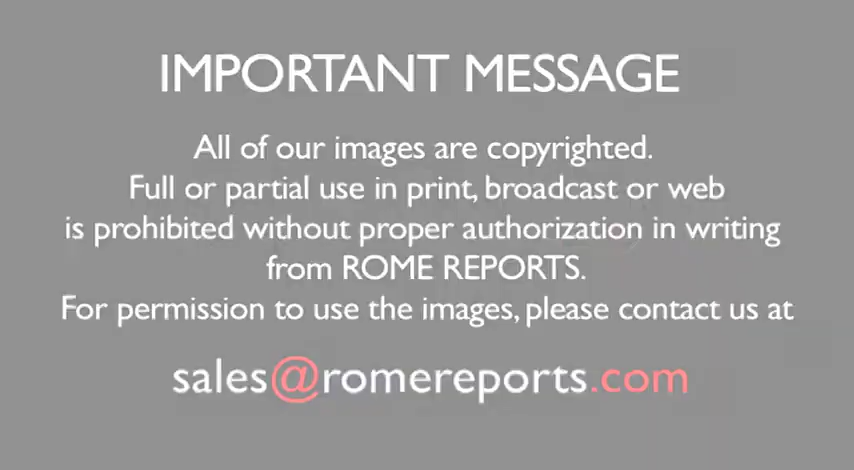 IMPORTANT MESSAGE
All of our images are copyrighted.
Full or partial use in print, broadcast or web
is prohibited without proper authorization in writing
from ROME REPORTS.
For permission to use the images, please contact us at
sales@romereports.com